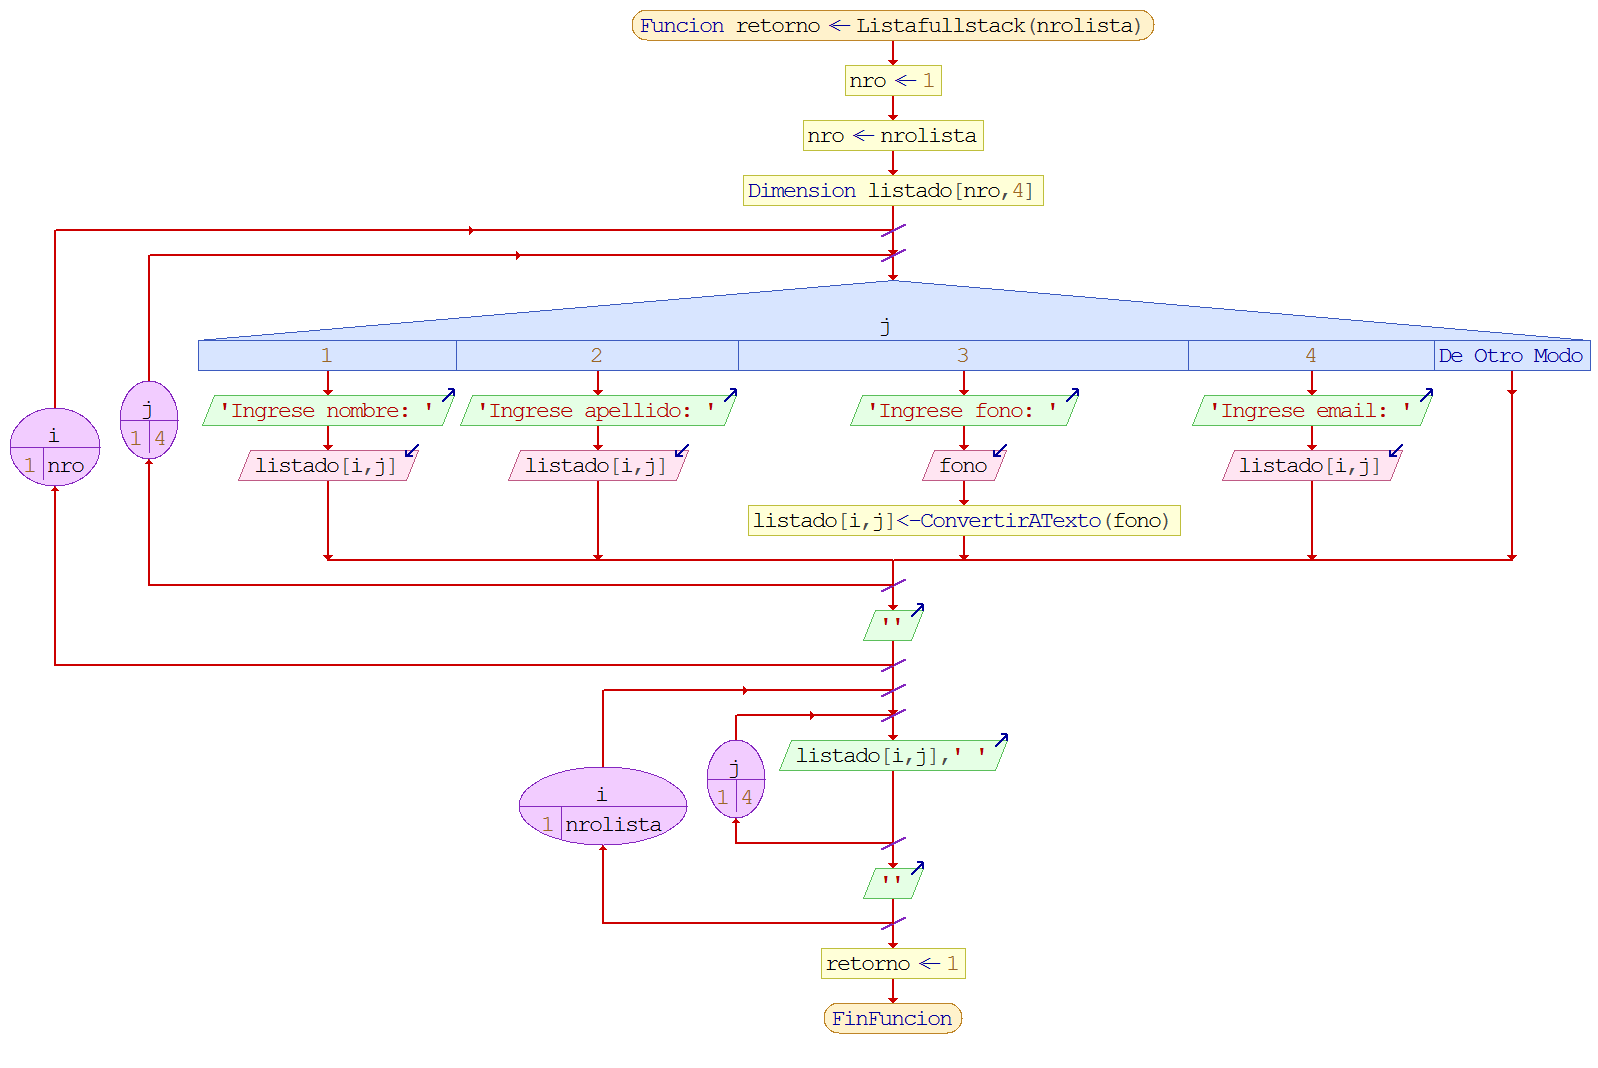 Funcion retorno ← Listafullstack(nrolista)
nro ← 1
nro ← nrolista
Dimension listado[nro,4]
j
1 2 3 4 De Otro Modo
'Ingrese nombre: ' 'Ingrese apellido: ' 'Ingrese fono: ' 'Ingrese email: '
j
1 4
i
1 nro
listado[i,j] listado[i,j] fono listado[i,j]
listado[i,j]<-ConvertirATexto(fono)
''
listado[i,j],' '
j
1 4
i
1 nrolista
''
retorno ← 1
FinFuncion